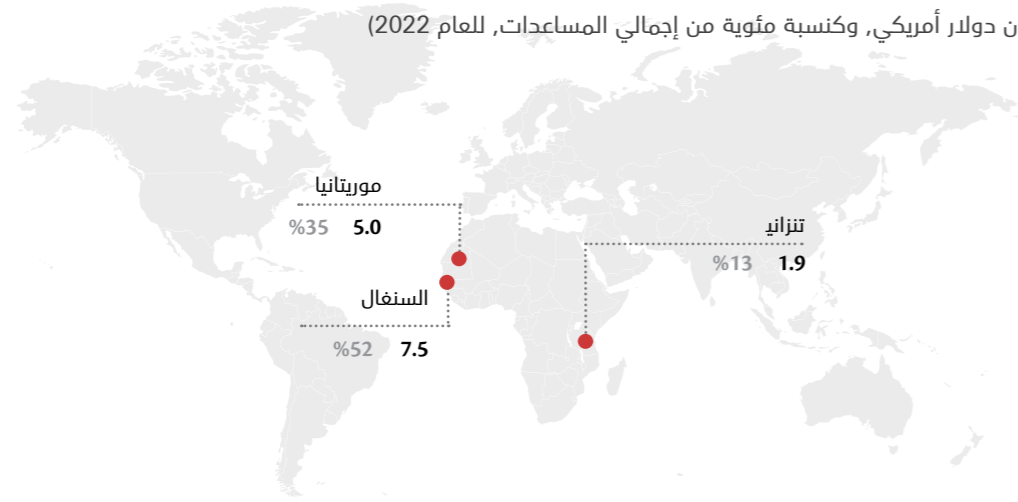 ن دولار أمريكي, وكنسبة مئوية من إجمالي المساعدات, للعام 2022)
موريتانيا
5.0 %35
تنزاني
1.9 %13
السنغال
7.5 %52